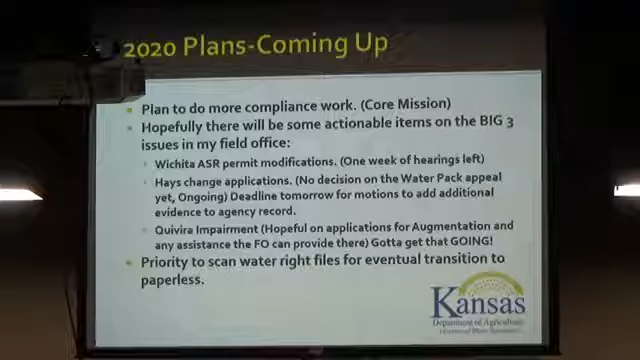 2020 Plans-Coming Up
Plan to do more compliance work. (Core Mission)
Hopefully there will be some actionable items on the BIG 3
issues in my field office:
Wichita ASR permit modifications. (One week of hearings left)
Hays change applications. (No decision on the Water Pack appeal
yet, Ongoing) Deadline tomorrow for motions to add additional
evidence to agency record.
Quivira Impairment (Hopeful on applications for Augmentation and
any assistance the FO can provide there) Gotta get that GOING!
Priority to scan water right files for eventual transition to
paperless.
Kansas
Department of Agriculture